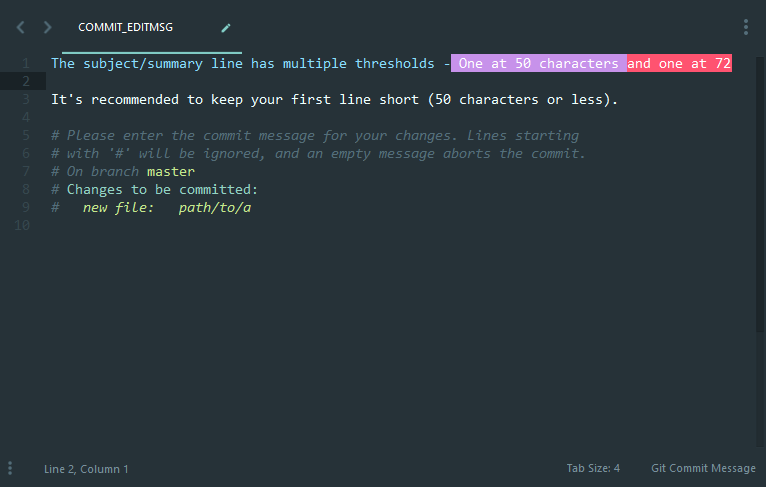 COMMIT_EDITMSG
1 The subject/summary line has multiple thresholds - One at 50 characters and one at 72
2
3 It's recommended to keep your first line short (50 characters or less).
4
5 # Please enter the commit message for your changes. Lines starting
6 # with '#' will be ignored, and an empty message aborts the commit.
7 # On branch master
8 # Changes to be committed:
9 #   new file:   path/to/a
10
Line 2, Column 1 Tab Size: 4 Git Commit Message